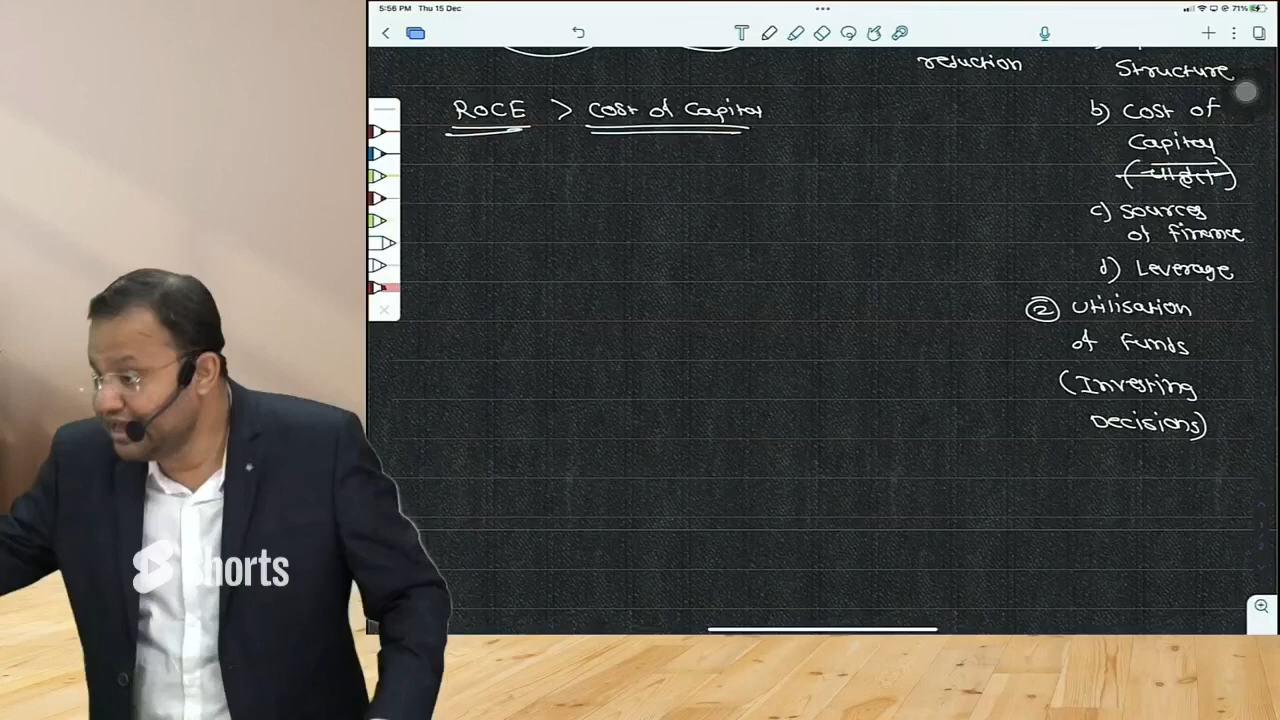 5:56 PM Thu 15 Dec
71%
reduction
Structure
RoCE > Cost of Capital
b) Cost of
Capital
c) Sources
of Finance
d) Leverage
② Utilisation
of Funds
(Investing
Decisions)
Shorts